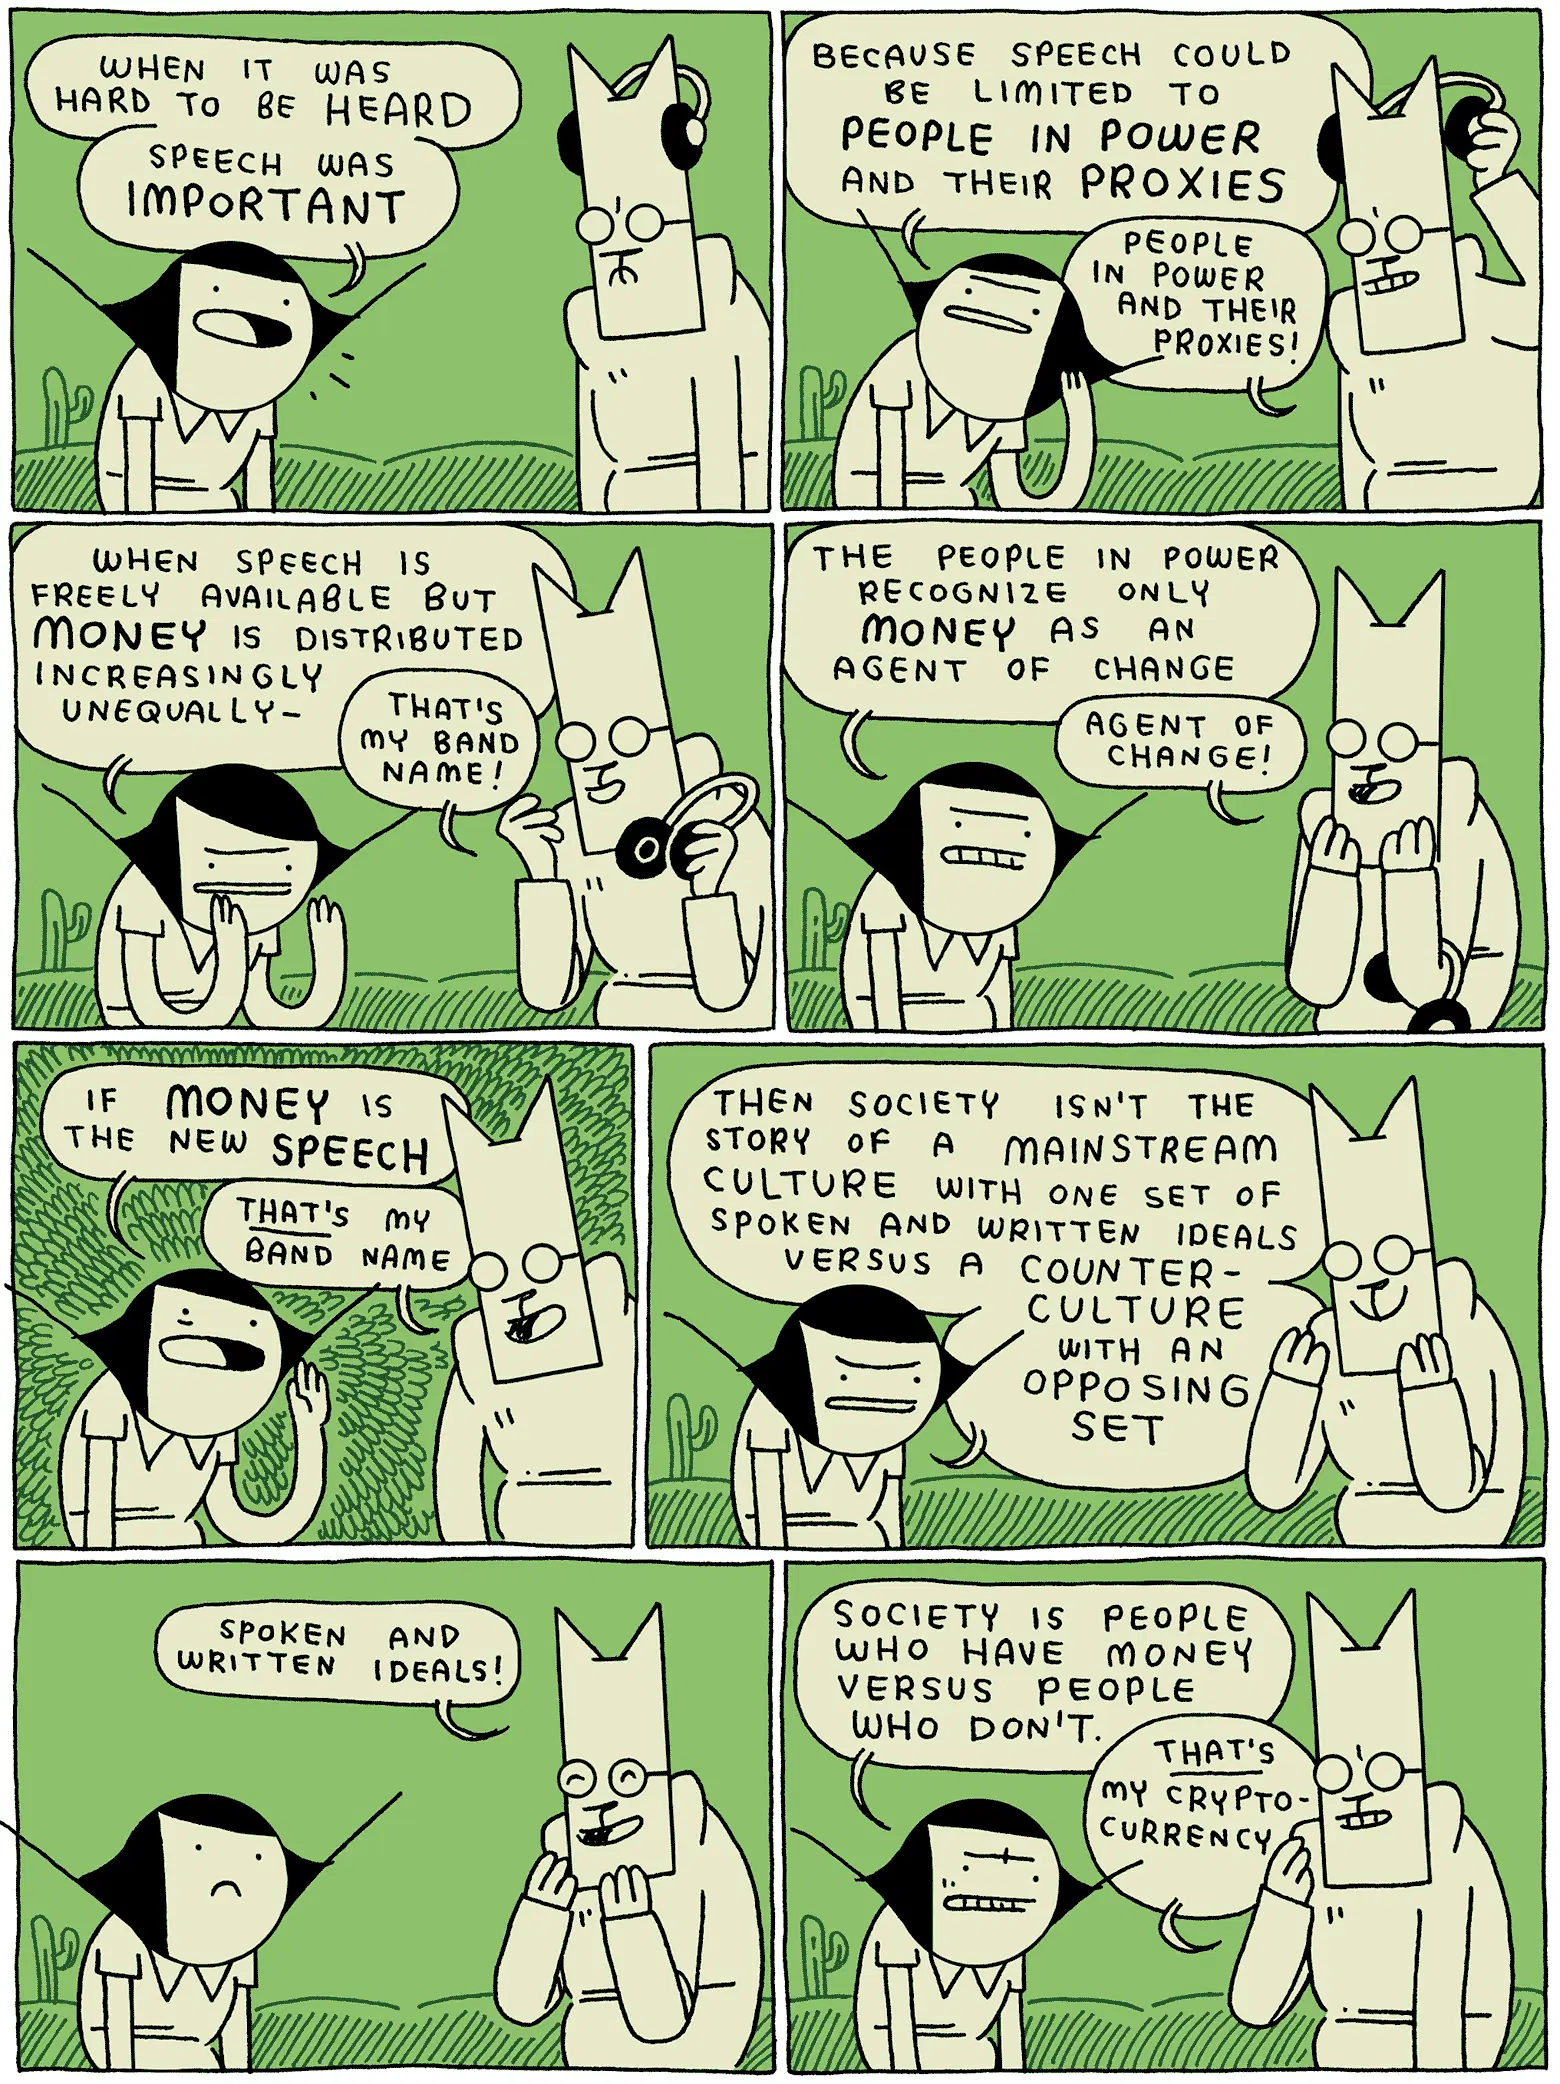 WHEN IT WAS
HARD TO BE HEARD
SPEECH WAS
IMPORTANT
BECAUSE SPEECH COULD
BE LIMITED TO
PEOPLE IN POWER
AND THEIR PROXIES
PEOPLE
IN POWER
AND THEIR
PROXIES!
WHEN SPEECH IS
FREELY AVAILABLE BUT
MONEY IS DISTRIBUTED
INCREASINGLY
UNEQUALLY—
THAT'S
MY BAND
NAME!
THE PEOPLE IN POWER
RECOGNIZE ONLY
MONEY AS AN
AGENT OF CHANGE
AGENT OF
CHANGE!
IF MONEY IS
THE NEW SPEECH
THAT'S MY
BAND NAME
THEN SOCIETY ISN'T THE
STORY OF A MAINSTREAM
CULTURE WITH ONE SET OF
SPOKEN AND WRITTEN IDEALS
VERSUS A COUNTER-
CULTURE
WITH AN
OPPOSING
SET
SPOKEN AND
WRITTEN IDEALS!
SOCIETY IS PEOPLE
WHO HAVE MONEY
VERSUS PEOPLE
WHO DON'T.
THAT'S
MY CRYPTO-
CURRENCY